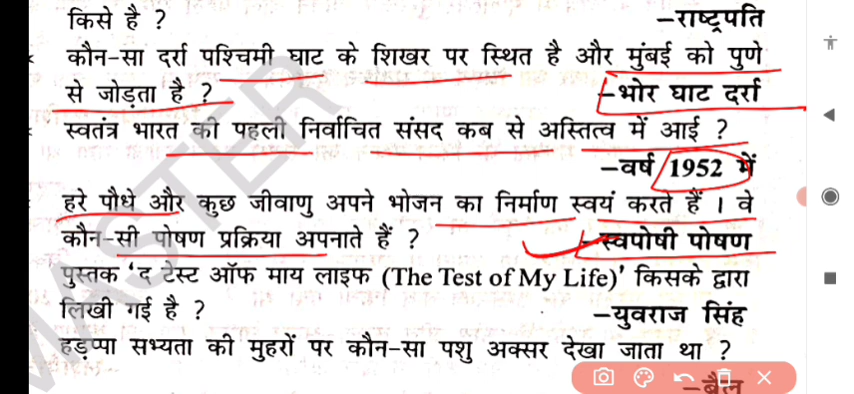 किसे है ?
–राष्ट्रपति
कौन-सा दर्रा पश्चिमी घाट के शिखर पर स्थित है और मुंबई को पुणे
से जोड़ता है ?
–भोर घाट दर्रा
स्वतंत्र भारत की पहली निर्वाचित संसद कब से अस्तित्व में आई ?
–वर्ष 1952 में
हरे पौधे और कुछ जीवाणु अपने भोजन का निर्माण स्वयं करते हैं । वे
कौन-सी पोषण प्रक्रिया अपनाते हैं ?
–स्वपोषी पोषण
पुस्तक ‘द टेस्ट ऑफ माय लाइफ (The Test of My Life)’ किसके द्वारा
लिखी गई है ?
–युवराज सिंह
हड़प्पा सभ्यता की मुहरों पर कौन-सा पशु अक्सर देखा जाता था ?
–बैल
MASTER